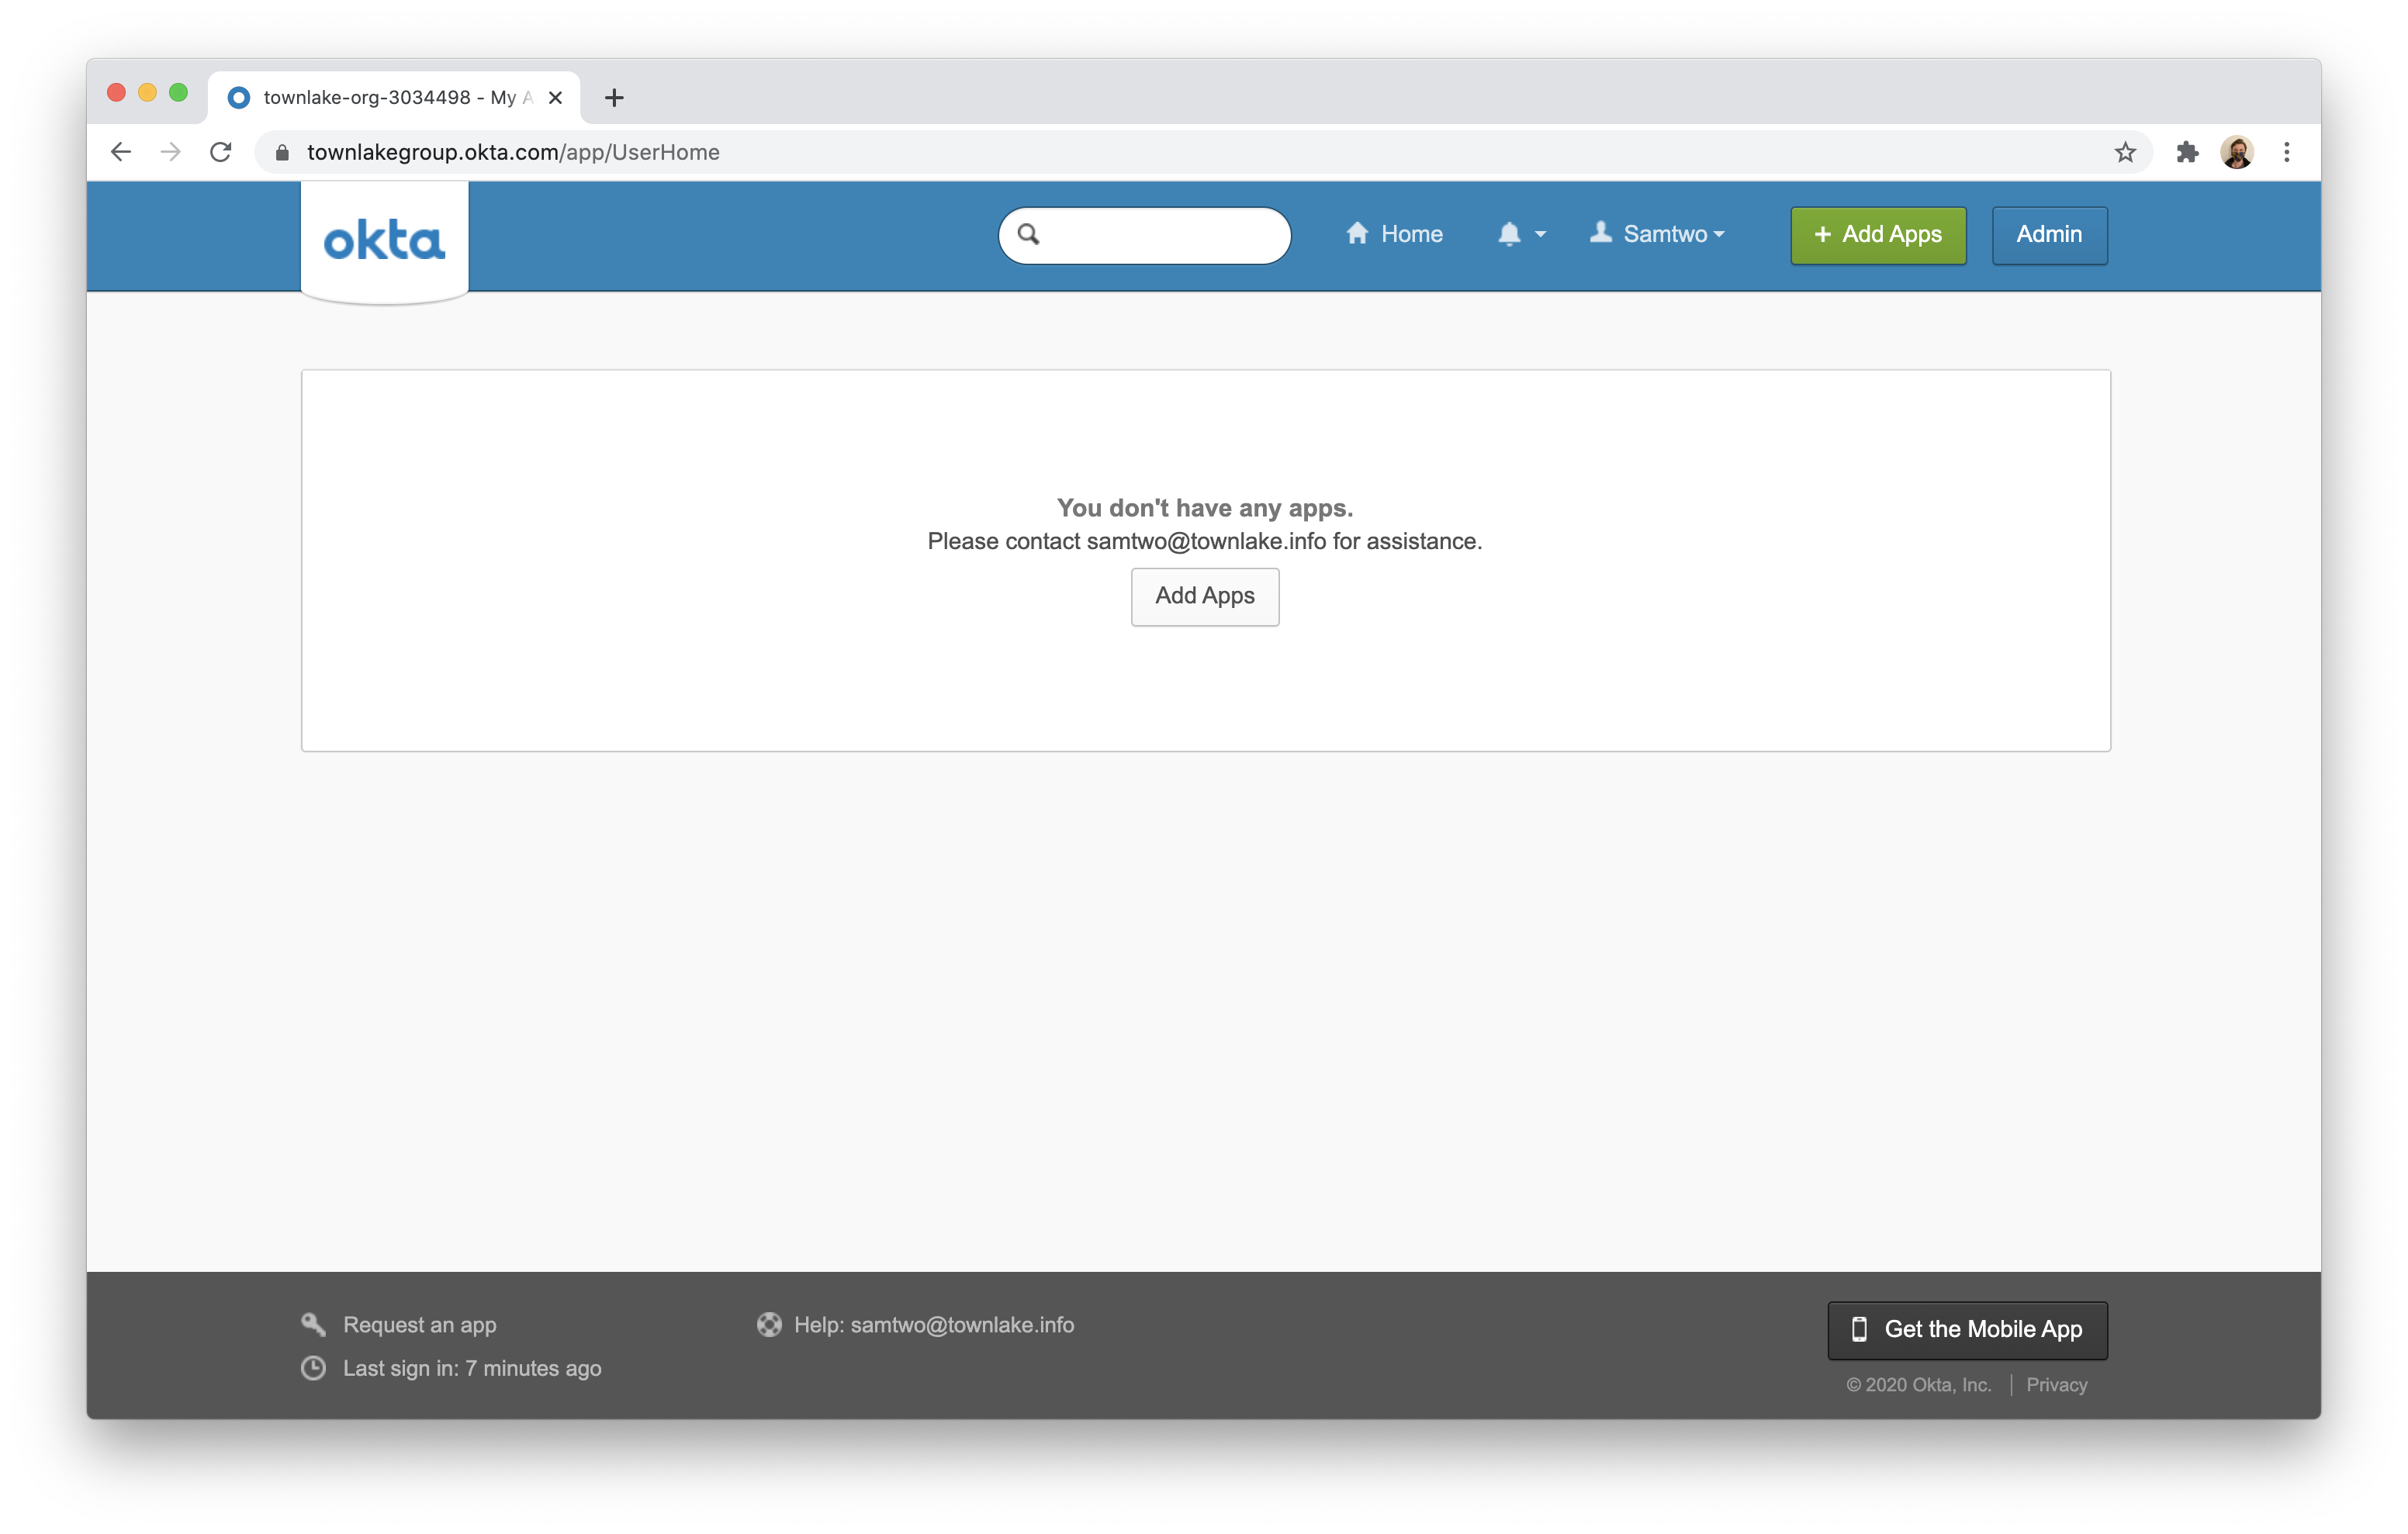 townlake-org-3034498 - My A
townlakegroup.okta.com/app/UserHome
okta
Home
Samtwo
+ Add Apps
Admin
You don't have any apps.
Please contact samtwo@townlake.info for assistance.
Add Apps
Request an app
Help: samtwo@townlake.info
Get the Mobile App
Last sign in: 7 minutes ago
© 2020 Okta, Inc. | Privacy